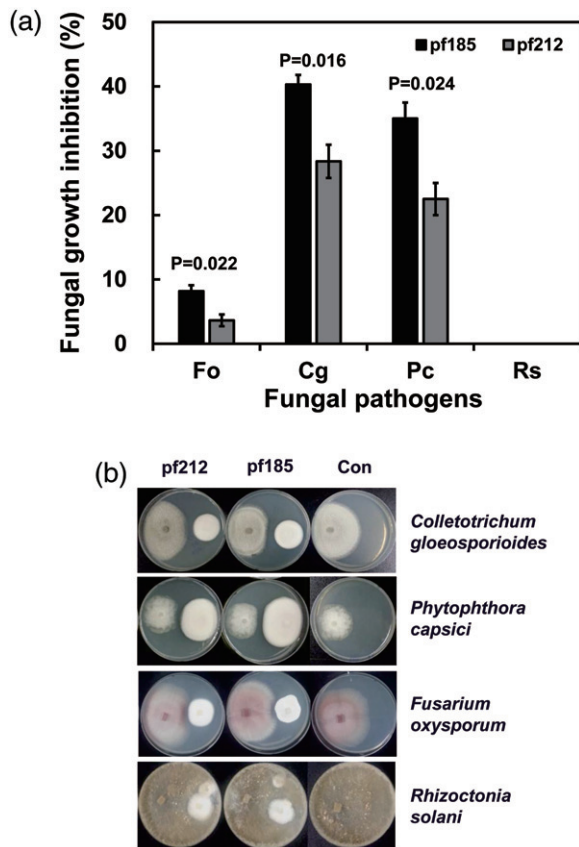 (a)
Fungal growth inhibition (%)
50
40
30
20
10
0
pf185 pf212
P=0.022
P=0.016
P=0.024
Fo Cg Pc Rs
Fungal pathogens
(b)
pf212 pf185 Con
Colletotrichum
gloeosporioides
Phytophthora
capsici
Fusarium
oxysporum
Rhizoctonia
solani